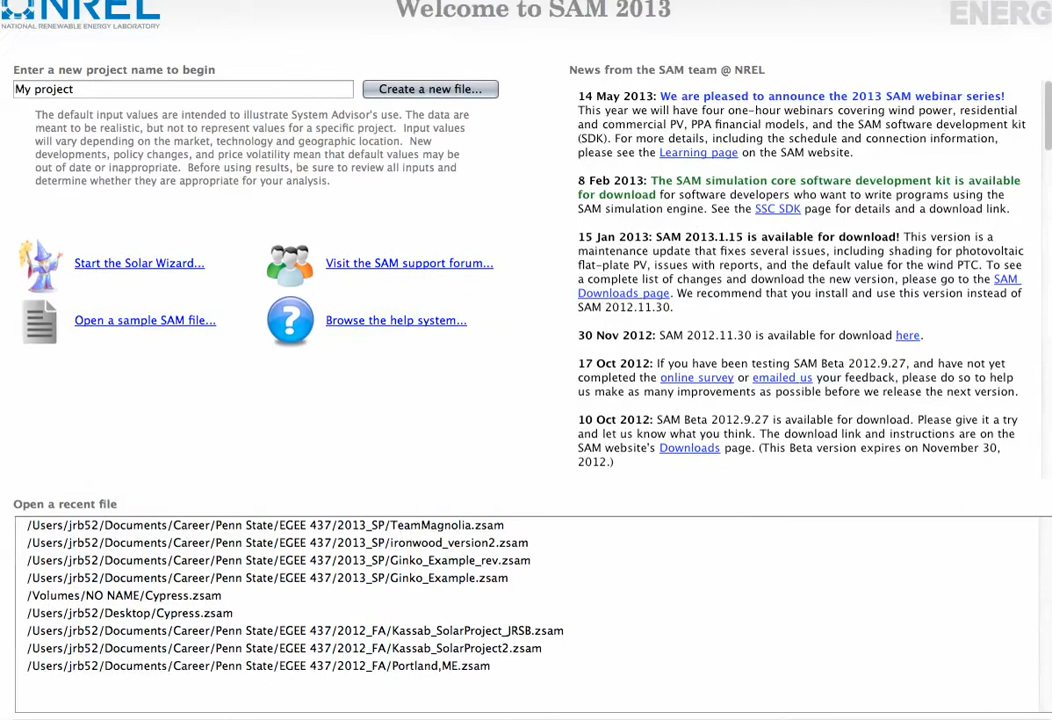 NREL
NATIONAL RENEWABLE ENERGY LABORATORY
Welcome to SAM 2013
ENERG
Enter a new project name to begin
My project
Create a new file...
The default input values are intended to illustrate System Advisor's use. The data are
meant to be realistic, but not to represent values for a specific project. Input values
will vary depending on the market, technology and geographic location. New
developments, policy changes, and price volatility mean that default values may be
out of date or inappropriate. Before using results, be sure to review all inputs and
determine whether they are appropriate for your analysis.
Start the Solar Wizard...
Visit the SAM support forum...
Open a sample SAM file...
Browse the help system...
News from the SAM team @ NREL
14 May 2013: We are pleased to announce the 2013 SAM webinar series!
This year we will have four one-hour webinars covering wind power, residential
and commercial PV, PPA financial models, and the SAM software development kit
(SDK). For more details, including the schedule and connection information,
please see the Learning page on the SAM website.
8 Feb 2013: The SAM simulation core software development kit is available
for download for software developers who want to write programs using the
SAM simulation engine. See the SSC SDK page for details and a download link.
15 Jan 2013: SAM 2013.1.15 is available for download! This version is a
maintenance update that fixes several issues, including shading for photovoltaic
flat-plate PV, issues with reports, and the default value for the wind PTC. To see
a complete list of changes and download the new version, please go to the SAM
Downloads page. We recommend that you install and use this version instead of
SAM 2012.11.30.
30 Nov 2012: SAM 2012.11.30 is available for download here.
17 Oct 2012: If you have been testing SAM Beta 2012.9.27, and have not yet
completed the online survey or emailed us your feedback, please do so to help
us make as many improvements as possible before we release the next version.
10 Oct 2012: SAM Beta 2012.9.27 is available for download. Please give it a try
and let us know what you think. The download link and instructions are on the
SAM website's Downloads page. (This Beta version expires on November 30,
2012.)
Open a recent file
/Users/jrb52/Documents/Career/Penn State/EGEE 437/2013_SP/TeamMagnolia.zsam
/Users/jrb52/Documents/Career/Penn State/EGEE 437/2013_SP/ironwood_version2.zsam
/Users/jrb52/Documents/Career/Penn State/EGEE 437/2013_SP/Ginko_Example_rev.zsam
/Users/jrb52/Documents/Career/Penn State/EGEE 437/2013_SP/Ginko_Example.zsam
/Volumes/NO NAME/Cypress.zsam
/Users/jrb52/Desktop/Cypress.zsam
/Users/jrb52/Documents/Career/Penn State/EGEE 437/2012_FA/Kassab_SolarProject_JRSB.zsam
/Users/jrb52/Documents/Career/Penn State/EGEE 437/2012_FA/Kassab_SolarProject2.zsam
/Users/jrb52/Documents/Career/Penn State/EGEE 437/2012_FA/Portland,ME.zsam